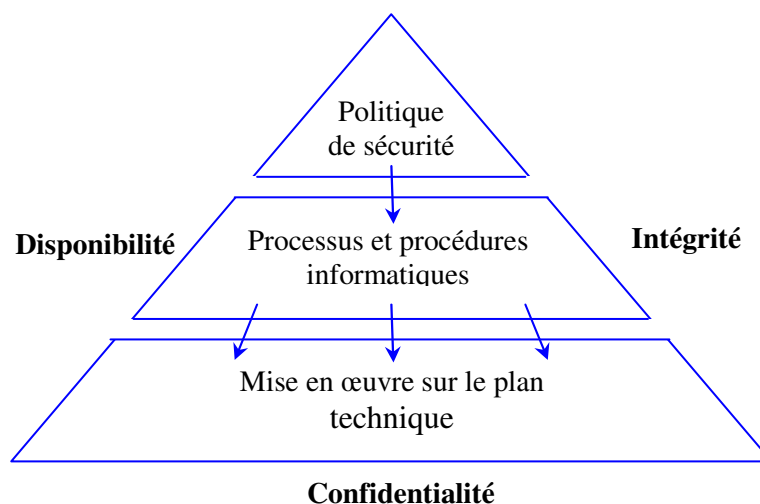 Politique
de sécurité
Disponibilité
Processus et procédures
informatiques
Intégrité
Mise en œuvre sur le plan
technique
Confidentialité